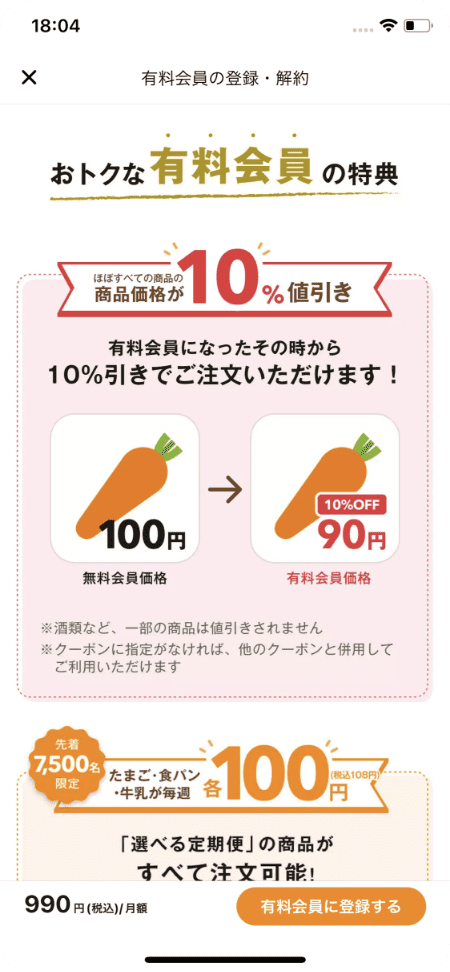 18:04
有料会員の登録・解約
おトクな有料会員の特典
ほぼすべての商品の
商品価格が10%値引き
有料会員になったその時から
10%引きでご注文いただけます！
100円
10%OFF
90円
無料会員価格
有料会員価格
※酒類など、一部の商品は値引きされません
※クーポンに指定がなければ、他のクーポンと併用して
ご利用いただけます
先着
7,500名
限定
たまご・食パン
・牛乳が毎週
各100円
(税込108円)
「選べる定期便」の商品が
すべて注文可能！
990円(税込)/月額
有料会員に登録する